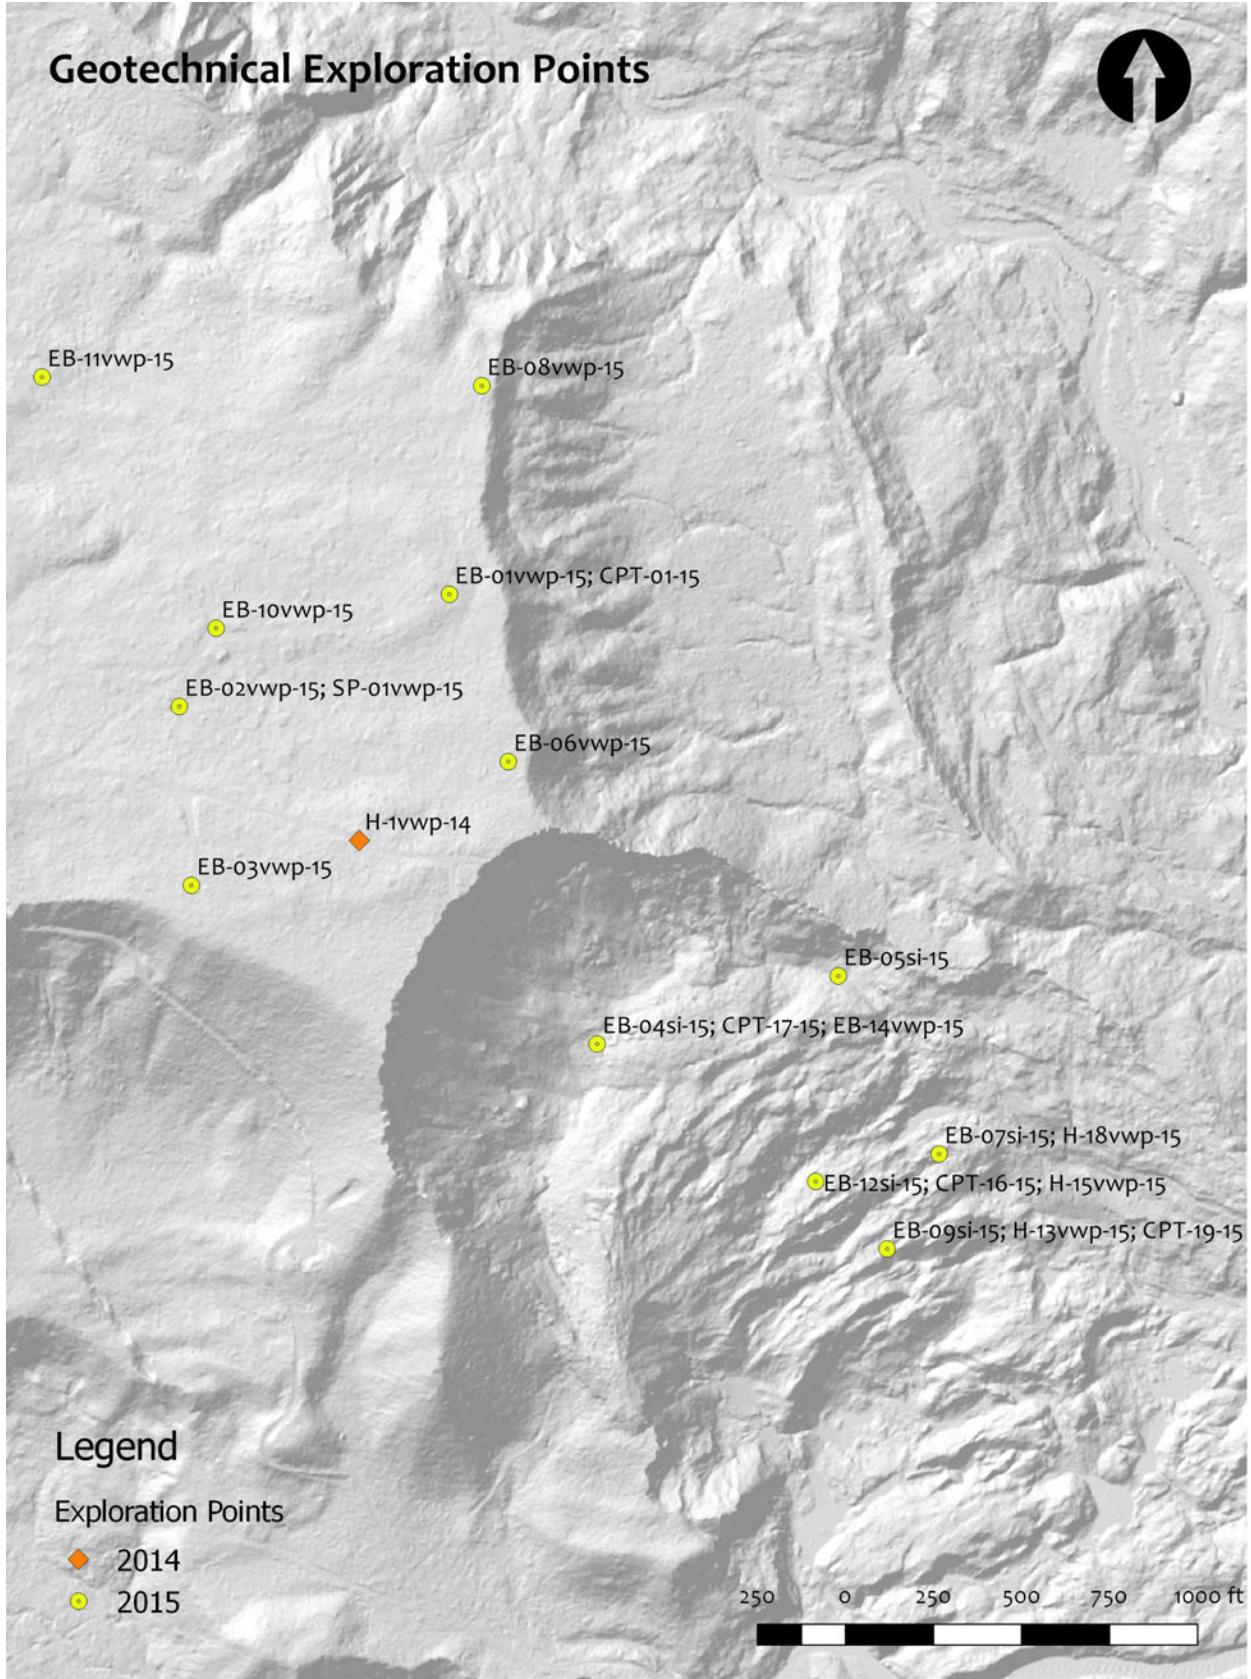 Geotechnical Exploration Points
EB-11vwp-15
EB-08vwp-15
EB-01vwp-15; CPT-01-15
EB-10vwp-15
EB-02vwp-15; SP-01vwp-15
EB-06vwp-15
H-1vwp-14
EB-03vwp-15
EB-05si-15
EB-04si-15; CPT-17-15; EB-14vwp-15
EB-07si-15; H-18vwp-15
EB-12si-15; CPT-16-15; H-15vwp-15
EB-09si-15; H-13vwp-15; CPT-19-15
Legend
Exploration Points
2014
2015
250 0 250 500 750 1000 ft